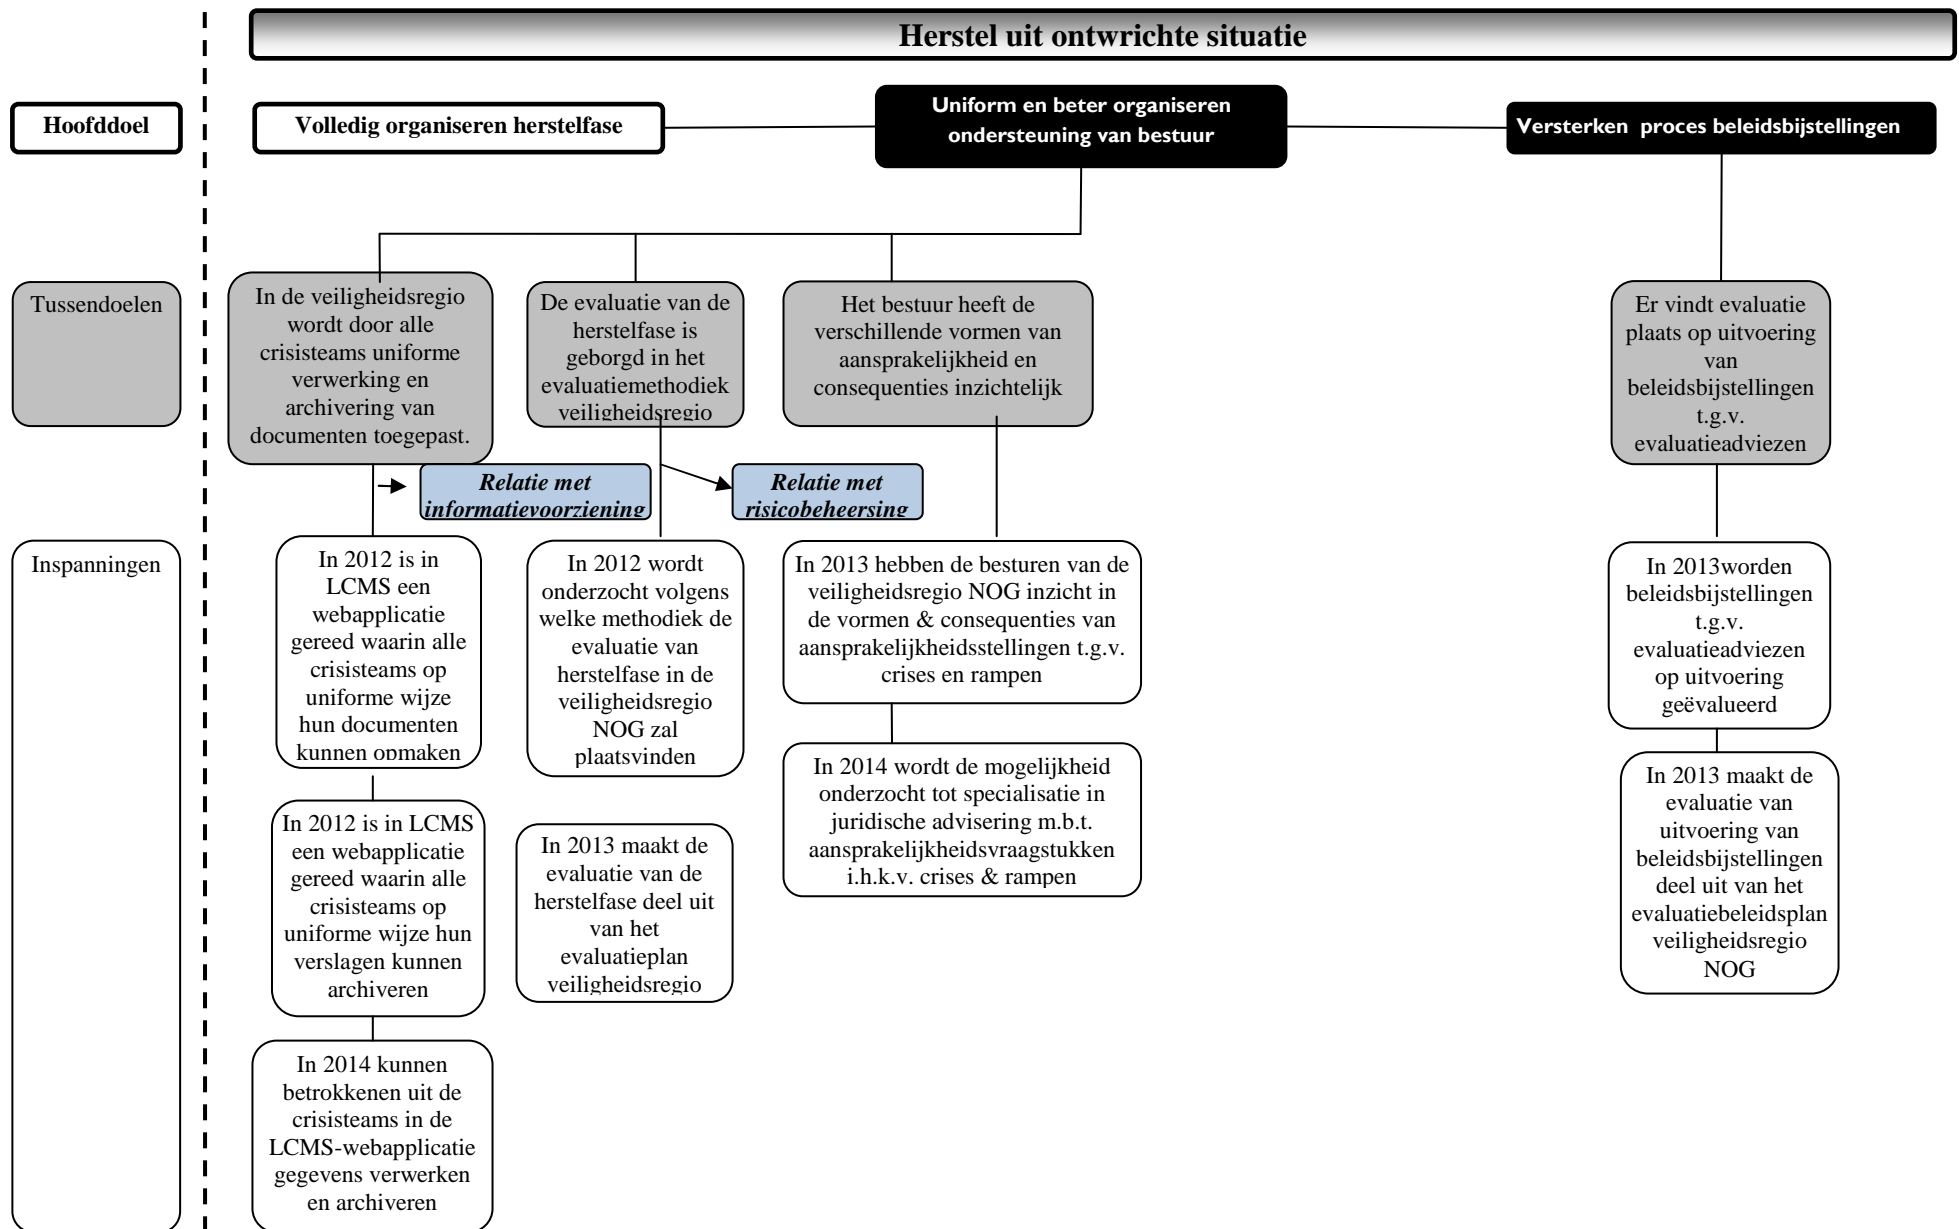 Herstel uit ontwrichte situatie
Hoofddoel
Volledig organiseren herstelfase
Uniform en beter organiseren
ondersteuning van bestuur
Versterken proces beleidsbijstellingen
Tussendoelen
In de veiligheidsregio
wordt door alle
crisisteams uniforme
verwerking en
archivering van
documenten toegepast.
De evaluatie van de
herstelfase is
geborgd in het
evaluatiemethodiek
veiligheidsregio
Het bestuur heeft de
verschillende vormen van
aansprakelijkheid en
consequenties inzichtelijk
Er vindt evaluatie
plaats op uitvoering
van
beleidsbijstellingen
t.g.v.
evaluatieadviezen
Relatie met
informatievoorziening
Relatie met
risicobeheersing
Inspanningen
In 2012 is in
LCMS een
webapplicatie
gereed waarin alle
crisisteams op
uniforme wijze
hun documenten
kunnen opmaken
In 2012 wordt
onderzocht volgens
welke methodiek de
evaluatie van
herstelfase in de
veiligheidsregio
NOG zal
plaatsvinden
In 2013 hebben de besturen van de
veiligheidsregio NOG inzicht in
de vormen & consequenties van
aansprakelijkheidsstellingen t.g.v.
crises en rampen
In 2013worden
beleidsbijstellingen
t.g.v.
evaluatieadviezen
op uitvoering
geëvalueerd
In 2012 is in LCMS
een webapplicatie
gereed waarin alle
crisisteams op
uniforme wijze hun
verslagen kunnen
archiveren
In 2013 maakt de
evaluatie van de
herstelfase deel uit
van het
evaluatieplan
veiligheidsregio
In 2014 wordt de mogelijkheid
onderzocht tot specialisatie in
juridische advisering m.b.t.
aansprakelijkheidsvraagstukken
i.h.k.v. crises & rampen
In 2013 maakt de
evaluatie van
uitvoering van
beleidsbijstellingen
deel uit van het
evaluatiebeleidsplan
veiligheidsregio
NOG
In 2014 kunnen
betrokkenen uit de
crisisteams in de
LCMS-webapplicatie
gegevens verwerken
en archiveren